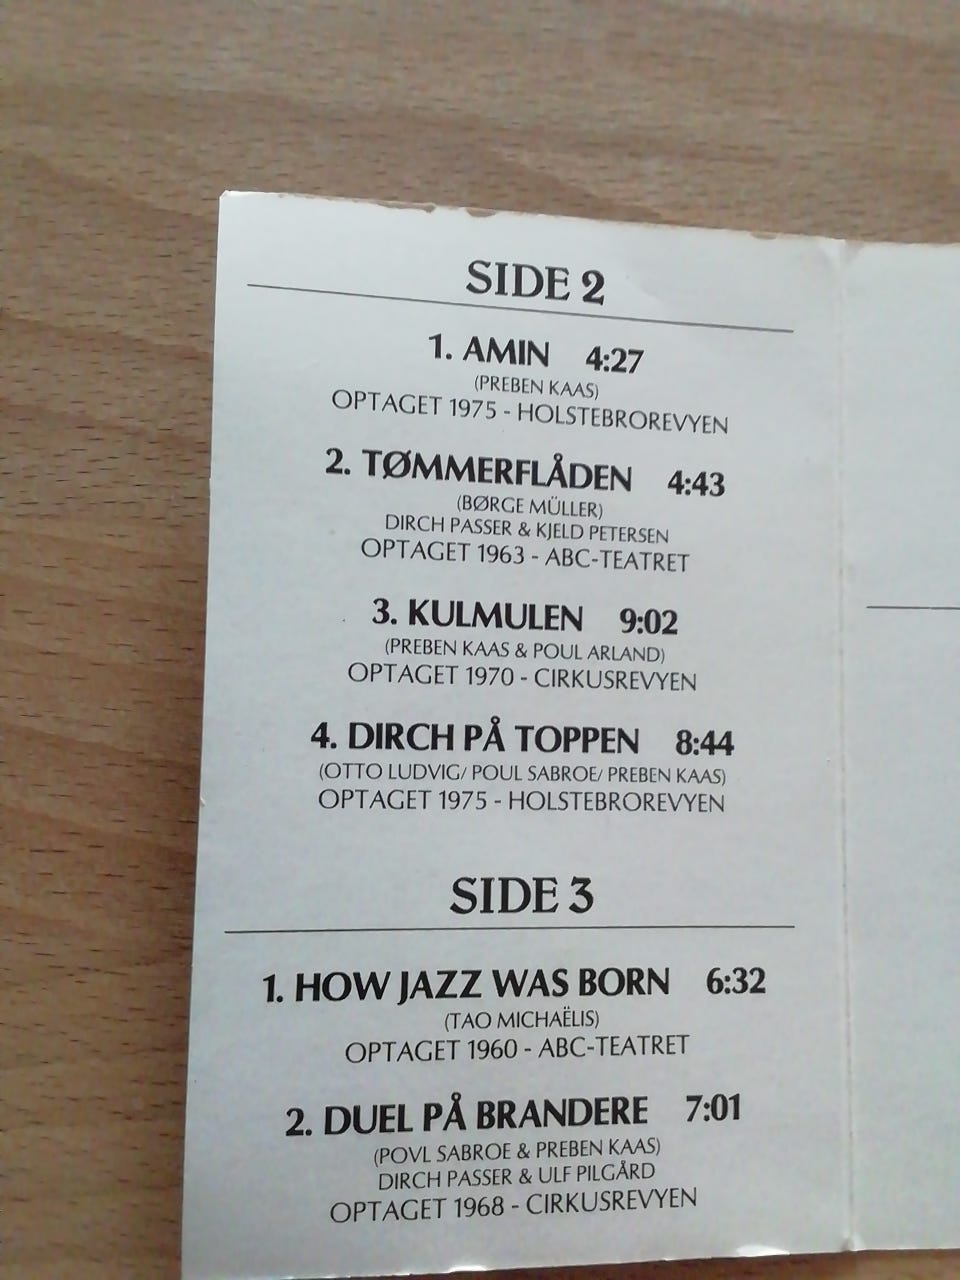 SIDE 2
1. AMIN 4:27
(PREBEN KAAS)
OPTAGET 1975 - HOLSTEBROREVYEN
2. TØMMERFLÅDEN 4:43
(BØRGE MÜLLER)
DIRCH PASSER & KJELD PETERSEN
OPTAGET 1963 - ABC-TEATRET
3. KULMULEN 9:02
(PREBEN KAAS & POUL ARLAND)
OPTAGET 1970 - CIRKUSREVYEN
4. DIRCH PÅ TOPPEN 8:44
(OTTO LUDVIG/ POUL SABROE/ PREBEN KAAS)
OPTAGET 1975 - HOLSTEBROREVYEN
SIDE 3
1. HOW JAZZ WAS BORN 6:32
(TAO MICHAËLIS)
OPTAGET 1960 - ABC-TEATRET
2. DUEL PÅ BRANDERE 7:01
(POVL SABROE & PREBEN KAAS)
DIRCH PASSER & ULF PILGÅRD
OPTAGET 1968 - CIRKUSREVYEN